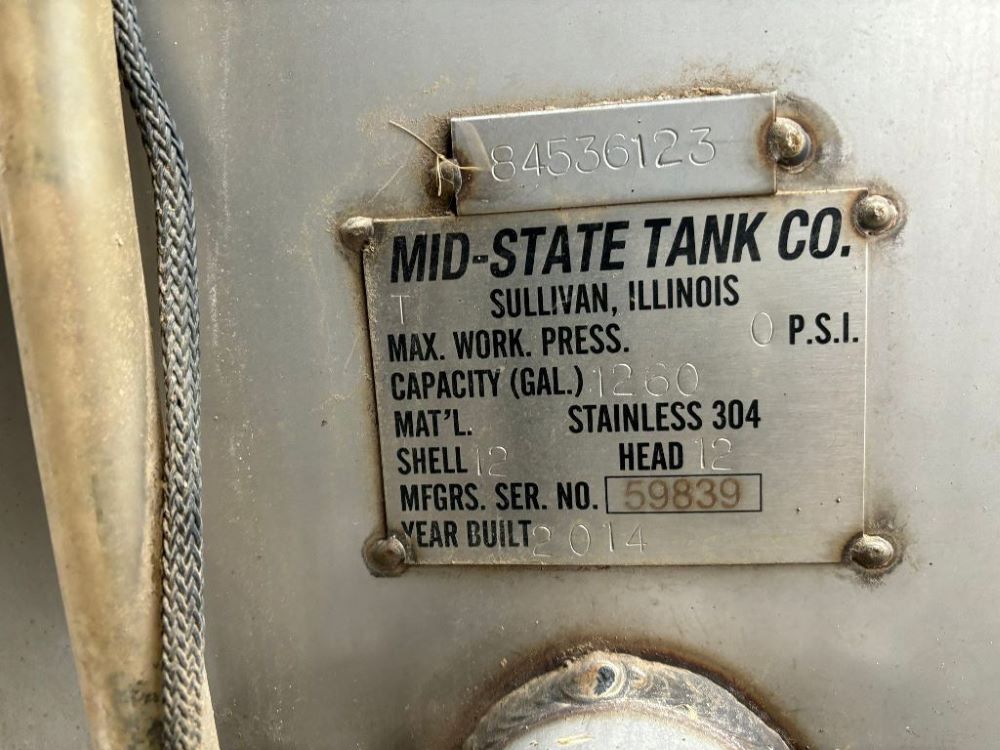 84536123
MID-STATE TANK CO.
T SULLIVAN, ILLINOIS
MAX. WORK. PRESS. 0 P.S.I.
CAPACITY (GAL.) 1260
MAT'L. STAINLESS 304
SHELL 12 HEAD 12
MFGRS. SER. NO. 59839
YEAR BUILT 2014